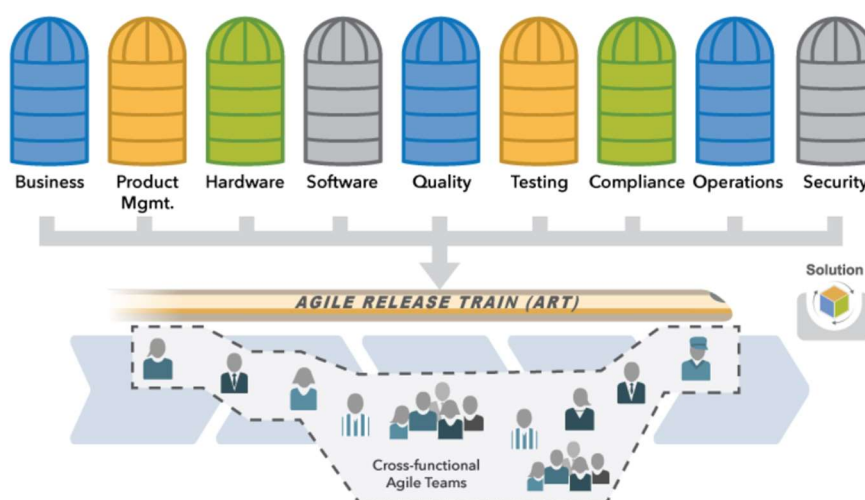 Business
Product
Mgmt.
Hardware
Software
Quality
Testing
Compliance
Operations
Security
AGILE RELEASE TRAIN (ART)
Solution
Cross-functional
Agile Teams